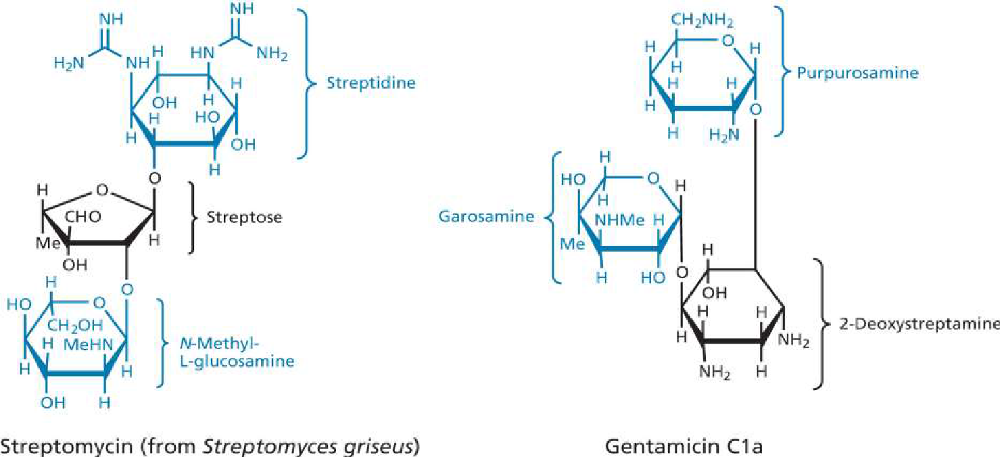 NH
NH
H₂N
NH
H
HN
NH₂
H
OH
H
H
HO
H
H
OH
H
Streptidine
O
H
O
CHO
Me
H
OH
Streptose
H
O
HO
O
CH₂OH
H
MeHN
H
H
OH
H
N-Methyl-
L-glucosamine
Streptomycin (from Streptomyces griseus)
CH₂NH₂
O
H
H
H
H
H
H
O
H
H₂N
Purpurosamine
H
HO
O
H
H
NHMe
H
Me
H
HO
Garosamine
O
H
OH
H
H
H
NH₂
NH₂
H
2-Deoxystreptamine
Gentamicin C1a